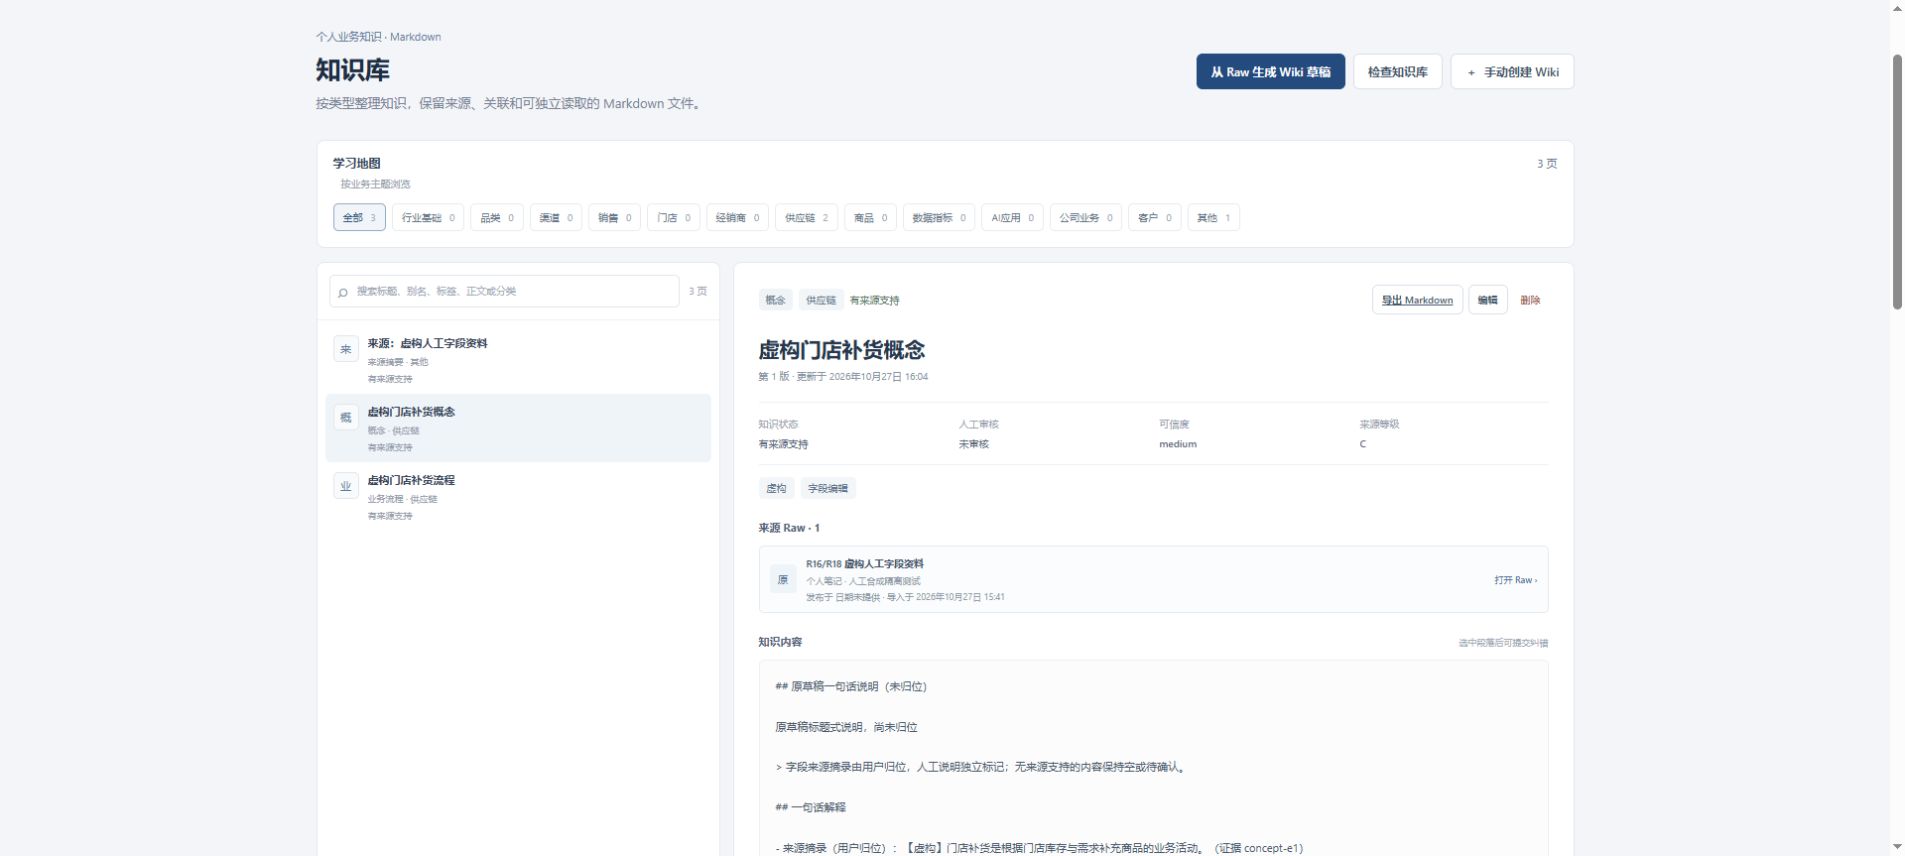 个人业务知识 · Markdown
知识库
按类型整理知识，保留来源、关联和可独立读取的 Markdown 文件。
从 Raw 生成 Wiki 草稿
检查知识库
+ 手动创建 Wiki
学习地图
3 页
按业务主题浏览
全部 3 行业基础 0 品类 0 渠道 0 销售 0 门店 0 经销商 0 供应链 2 商品 0 数据指标 0 AI应用 0 公司业务 0 客户 0 其他 1
搜索标题、别名、标签、正文或分类
3 页
来
来源：虚构人工字段资料
来源摘要 · 其他
有来源支持
概
虚构门店补货概念
概念 · 供应链
有来源支持
业
虚构门店补货流程
业务流程 · 供应链
有来源支持
概念 供应链 有来源支持
导出 Markdown 编辑 删除
虚构门店补货概念
第 1 版 · 更新于 2026年10月27日 16:04
知识状态 人工审核 可信度 来源等级
有来源支持 未审核 medium C
虚构 字段编辑
来源 Raw · 1
原
R16/R18 虚构人工字段资料
个人笔记 · 人工合成隔离测试
发布于 日期未提供 · 导入于 2026年10月27日 15:41
打开 Raw ›
知识内容
选中段落后可提交纠错
## 原草稿一句话说明（未归位）
原草稿标题式说明，尚未归位
> 字段来源摘录由用户归位，人工说明独立标记；无来源支持的内容保持空或待确认。
## 一句话解释
- 来源摘录（用户归位）：【虚构】门店补货是根据门店库存与需求补充商品的业务活动。（证据 concept-e1）